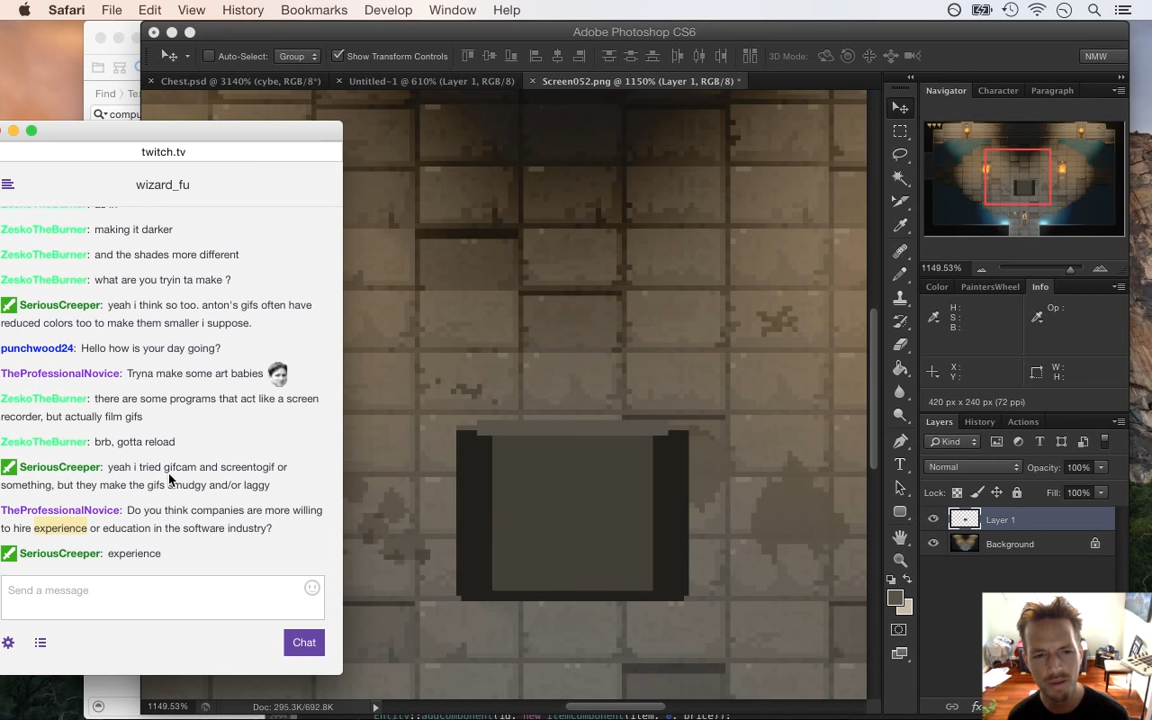 Safari File Edit View History Bookmarks Develop Window Help
Adobe Photoshop CS6
Auto-Select: Group Show Transform Controls 3D Mode: NMW
Chest.psd @ 3140% (cybe, RGB/8*) Untitled-1 @ 610% (Layer 1, RGB/8) Screen052.png @ 1150% (Layer 1, RGB/8) *
Find
compu
twitch.tv
wizard_fu
ZeskoTheBurner: making it darker
ZeskoTheBurner: and the shades more different
ZeskoTheBurner: what are you tryin ta make ?
SeriousCreeper: yeah i think so too. anton's gifs often have
reduced colors too to make them smaller i suppose.
punchwood24: Hello how is your day going?
TheProfessionalNovice: Tryna make some art babies
ZeskoTheBurner: there are some programs that act like a screen
recorder, but actually film gifs
ZeskoTheBurner: brb, gotta reload
SeriousCreeper: yeah i tried gifcam and screentogif or
something, but they make the gifs smudgy and/or laggy
TheProfessionalNovice: Do you think companies are more willing
to hire experience or education in the software industry?
SeriousCreeper: experience
Send a message
Chat
Navigator Character Paragraph
1149.53%
Color PaintersWheel Info
H:
S:
B:
Op:
X:
Y:
W:
H:
420 px x 240 px (72 ppi)
Layers History Actions
Kind
Normal Opacity: 100%
Lock: Fill: 100%
Layer 1
Background
fx
1149.53% Doc: 295.3K/692.8K